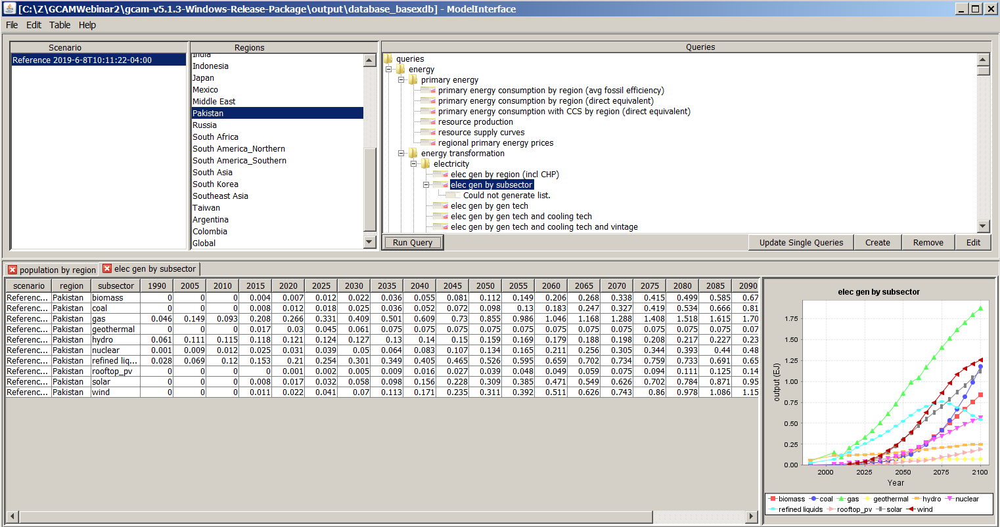 [C:\Z\GCAMWebinar2\gcam-v5.1.3-Windows-Release-Package\output\database_basexdb] - ModelInterface
File Edit Table Help
Scenario
Reference 2019-6-8T10:11:22-04:00
Regions
India
Indonesia
Japan
Mexico
Middle East
Pakistan
Russia
South Africa
South America_Northern
South America_Southern
South Asia
South Korea
Southeast Asia
Taiwan
Argentina
Colombia
Global
Queries
queries
energy
primary energy
primary energy consumption by region (avg fossil efficiency)
primary energy consumption by region (direct equivalent)
primary energy consumption with CCS by region (direct equivalent)
resource production
resource supply curves
regional primary energy prices
energy transformation
electricity
elec gen by region (incl CHP)
elec gen by subsector
Could not generate list.
elec gen by gen tech
elec gen by gen tech and cooling tech
elec gen by gen tech and cooling tech and vintage
Run Query Update Single Queries Create Remove Edit
population by region elec gen by subsector
scenario region subsector 1990 2005 2010 2015 2020 2025 2030 2035 2040 2045 2050 2055 2060 2065 2070 2075 2080 2085 2090
Referenc... Pakistan biomass 0 0 0 0.004 0.007 0.012 0.022 0.036 0.055 0.081 0.112 0.149 0.206 0.268 0.338 0.415 0.499 0.585 0.67
Referenc... Pakistan coal 0 0 0 0.008 0.012 0.018 0.025 0.036 0.052 0.072 0.098 0.13 0.183 0.247 0.327 0.419 0.534 0.666 0.81
Referenc... Pakistan gas 0.046 0.149 0.093 0.208 0.266 0.331 0.409 0.501 0.609 0.73 0.855 0.986 1.046 1.168 1.288 1.408 1.518 1.615 1.70
Referenc... Pakistan geothermal 0 0 0 0.017 0.03 0.045 0.061 0.075 0.075 0.075 0.075 0.075 0.075 0.075 0.075 0.075 0.075 0.075 0.07
Referenc... Pakistan hydro 0.061 0.111 0.115 0.118 0.121 0.124 0.127 0.13 0.14 0.15 0.159 0.169 0.179 0.188 0.198 0.208 0.217 0.227 0.23
Referenc... Pakistan nuclear 0.001 0.009 0.012 0.025 0.031 0.039 0.05 0.064 0.083 0.107 0.134 0.165 0.211 0.256 0.305 0.344 0.393 0.44 0.48
Referenc... Pakistan refined liq... 0.028 0.069 0.12 0.153 0.21 0.254 0.301 0.349 0.405 0.465 0.526 0.595 0.659 0.702 0.734 0.759 0.733 0.691 0.65
Referenc... Pakistan rooftop_pv 0 0 0 0 0.001 0.002 0.005 0.009 0.016 0.027 0.039 0.048 0.049 0.059 0.075 0.094 0.111 0.125 0.14
Referenc... Pakistan solar 0 0 0 0.008 0.017 0.032 0.058 0.098 0.156 0.228 0.309 0.385 0.471 0.549 0.626 0.702 0.784 0.871 0.95
Referenc... Pakistan wind 0 0 0 0.011 0.022 0.041 0.07 0.113 0.171 0.235 0.311 0.392 0.511 0.626 0.743 0.86 0.978 1.086 1.15
elec gen by subsector
output (EJ)
1.75
1.50
1.25
1.00
0.75
0.50
0.25
0.00
2000 2025 2050 2075 2100
Year
biomass coal gas geothermal hydro nuclear
refined liquids rooftop_pv solar wind